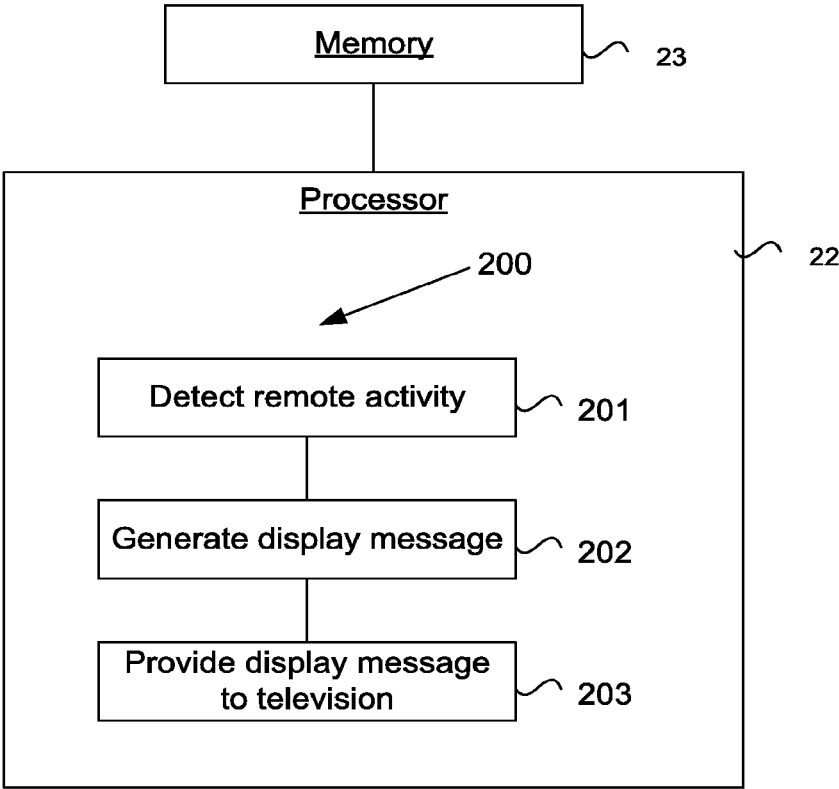 Memory
23
Processor
22
200
Detect remote activity
201
Generate display message
202
Provide display message
to television
203